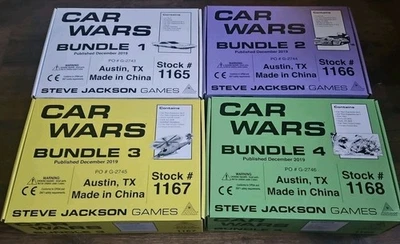 CAR
WARS
BUNDLE 1
Published December 2019
PO # G-2743
Austin, TX
Made in China
Stock #
1165
STEVE JACKSON GAMES
CAR
WARS
BUNDLE 2
Published December 2019
PO # G-2744
Austin, TX
Made in China
Stock #
1166
STEVE JACKSON GAMES
CAR
WARS
BUNDLE 3
Published December 2019
PO # G-2745
WARNING
CE
Austin, TX
Made in China
Stock #
1167
STEVE JACKSON GAMES
CAR
WARS
BUNDLE 4
Published December 2019
PO # G-2746
WARNING
CE
Austin, TX
Made in China
Stock #
1168
STEVE JACKSON GAMES